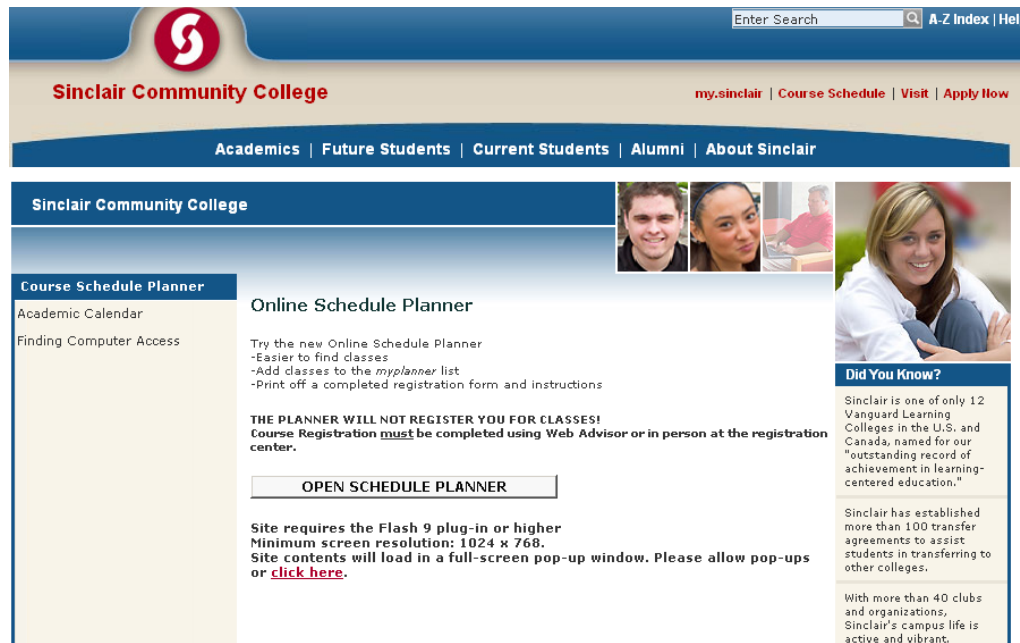 Enter Search
A-Z Index | Hel
Sinclair Community College
my.sinclair | Course Schedule | Visit | Apply Now
Academics | Future Students | Current Students | Alumni | About Sinclair
Sinclair Community College
Course Schedule Planner
Academic Calendar
Finding Computer Access
Online Schedule Planner
Try the new Online Schedule Planner
-Easier to find classes
-Add classes to the myplanner list
-Print off a completed registration form and instructions
THE PLANNER WILL NOT REGISTER YOU FOR CLASSES!
Course Registration must be completed using Web Advisor or in person at the registration
center.
OPEN SCHEDULE PLANNER
Site requires the Flash 9 plug-in or higher
Minimum screen resolution: 1024 x 768.
Site contents will load in a full-screen pop-up window. Please allow pop-ups
or click here.
Did You Know?
Sinclair is one of only 12
Vanguard Learning
Colleges in the U.S. and
Canada, named for our
"outstanding record of
achievement in learning-
centered education."
Sinclair has established
more than 100 transfer
agreements to assist
students in transferring to
other colleges.
With more than 40 clubs
and organizations,
Sinclair's campus life is
active and vibrant.